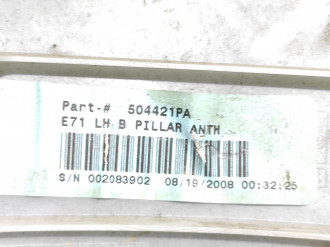 Part-# 504421PA
E71 LH B PILLAR ANTH
S/N 002083902 08/19/2008 00:32:25